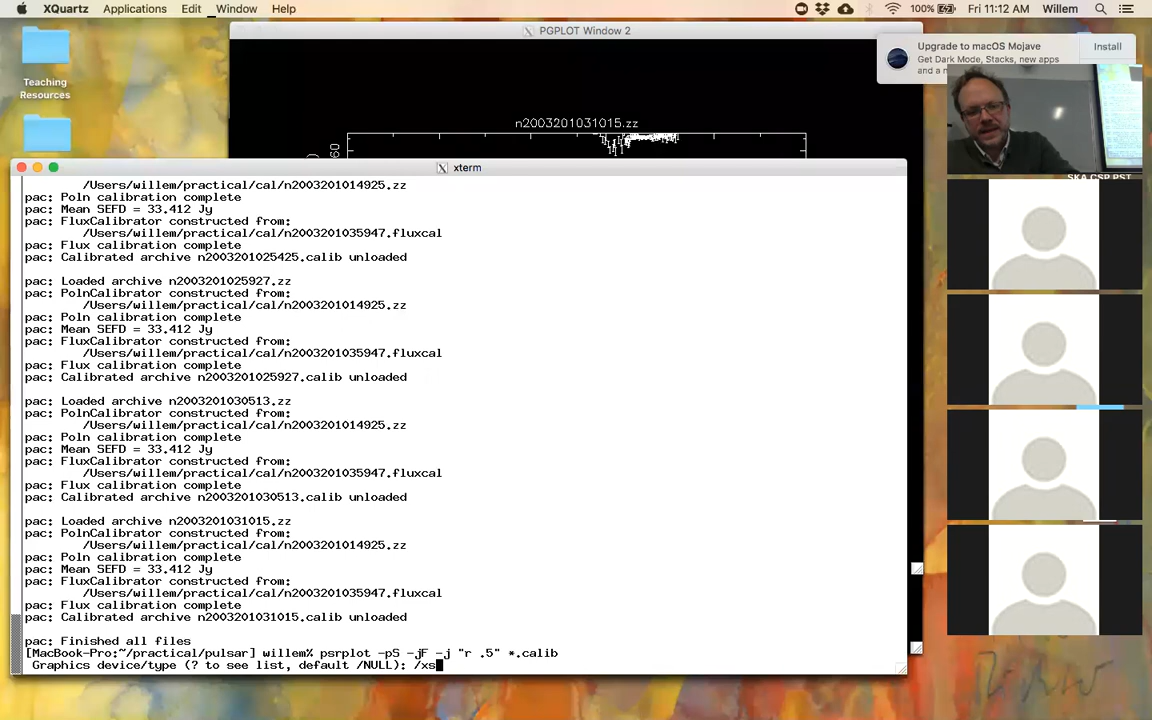 XQuartz Applications Edit Window Help
100% Fri 11:12 AM Willem
PGPLOT Window 2
Upgrade to macOS Mojave
Get Dark Mode, Stacks, new apps
and a
Install
Teaching
Resources
n2003201031015.zz
60
xterm
SKA CSP PST
/Users/willem/practical/cal/n2003201014925.zz
pac: Poln calibration complete
pac: Mean SEFD = 33.412 Jy
pac: FluxCalibrator constructed from:
/Users/willem/practical/cal/n2003201035947.fluxcal
pac: Flux calibration complete
pac: Calibrated archive n2003201025425.calib unloaded
pac: Loaded archive n2003201025927.zz
pac: PolnCalibrator constructed from:
/Users/willem/practical/cal/n2003201014925.zz
pac: Poln calibration complete
pac: Mean SEFD = 33.412 Jy
pac: FluxCalibrator constructed from:
/Users/willem/practical/cal/n2003201035947.fluxcal
pac: Flux calibration complete
pac: Calibrated archive n2003201025927.calib unloaded
pac: Loaded archive n2003201030513.zz
pac: PolnCalibrator constructed from:
/Users/willem/practical/cal/n2003201014925.zz
pac: Poln calibration complete
pac: Mean SEFD = 33.412 Jy
pac: FluxCalibrator constructed from:
/Users/willem/practical/cal/n2003201035947.fluxcal
pac: Flux calibration complete
pac: Calibrated archive n2003201030513.calib unloaded
pac: Loaded archive n2003201031015.zz
pac: PolnCalibrator constructed from:
/Users/willem/practical/cal/n2003201014925.zz
pac: Poln calibration complete
pac: Mean SEFD = 33.412 Jy
pac: FluxCalibrator constructed from:
/Users/willem/practical/cal/n2003201035947.fluxcal
pac: Flux calibration complete
pac: Calibrated archive n2003201031015.calib unloaded
pac: Finished all files
[MacBook-Pro:~/practical/pulsar] willem% psrplot -pS -jF -j "r .5" *.calib
Graphics device/type (? to see list, default /NULL): /xs